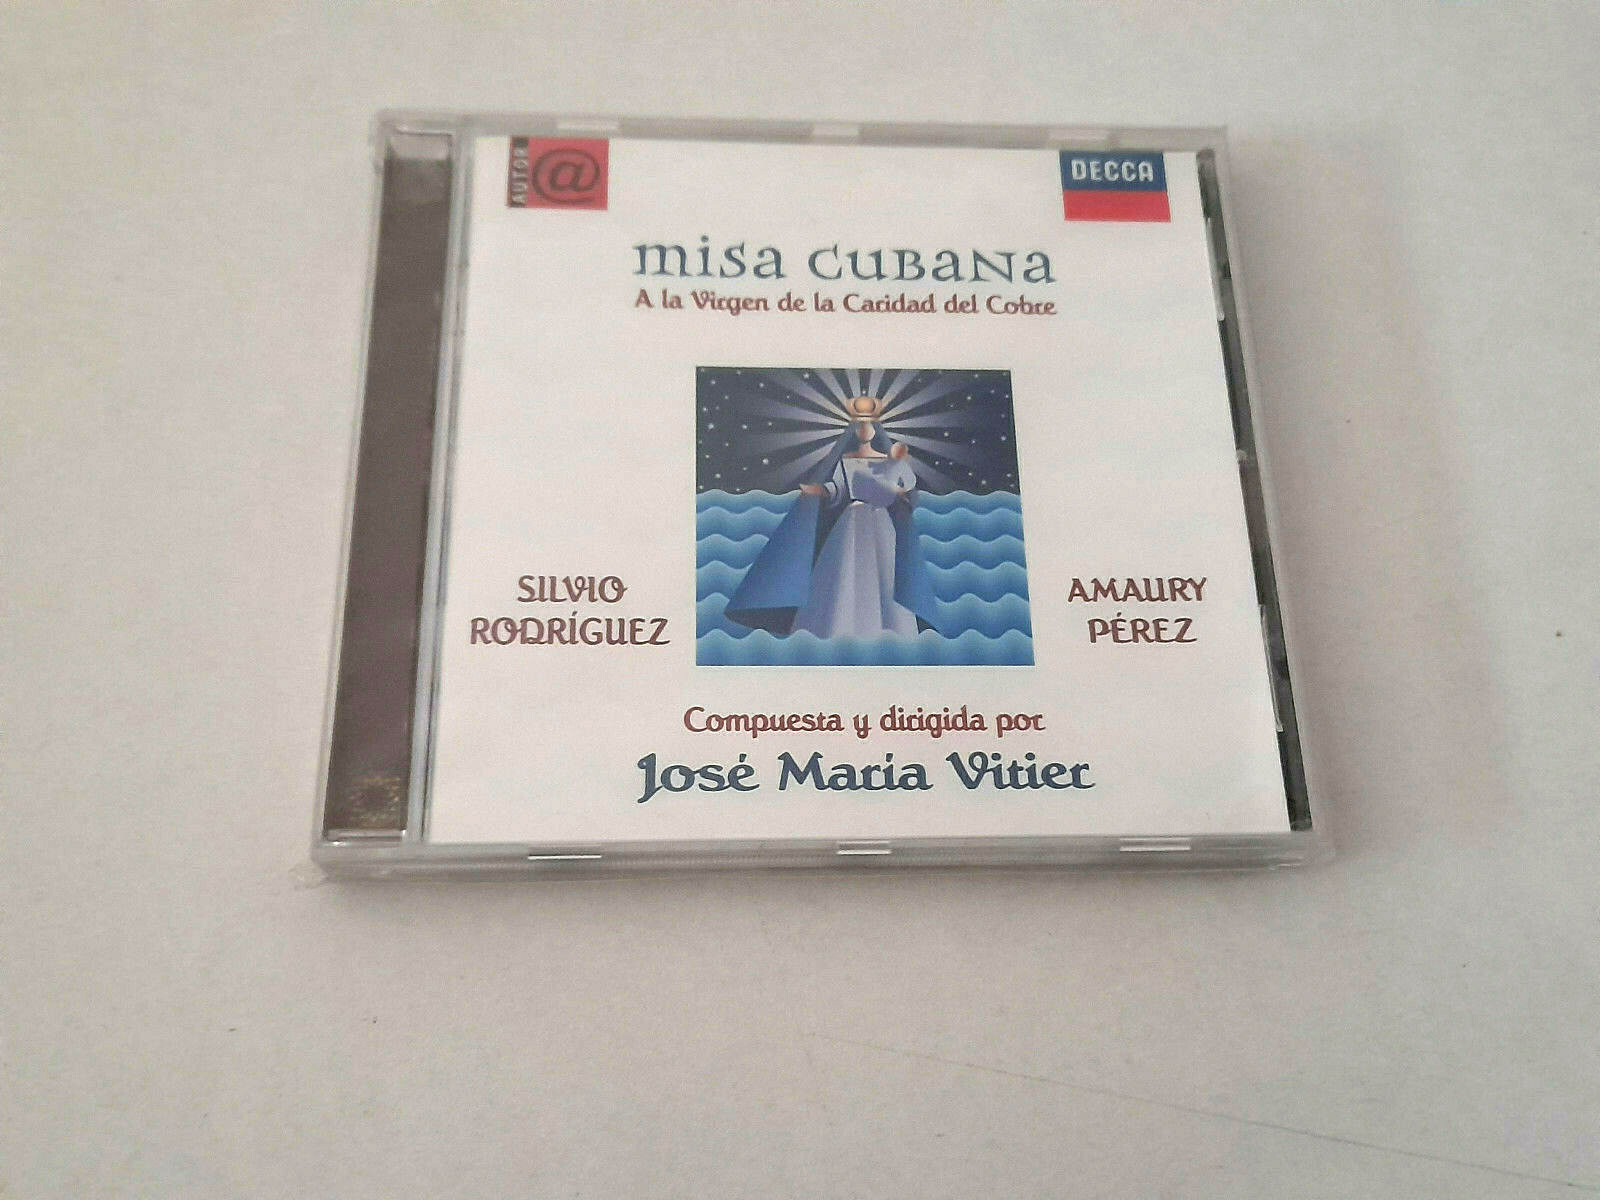 AUTOR
@
DECCA
misa CUBANA
A la Virgen de la Caridad del Cobre
SILVIO
RODRÍGUEZ
AMAURY
PÉREZ
Compuesta y dirigida por
José María Vitier